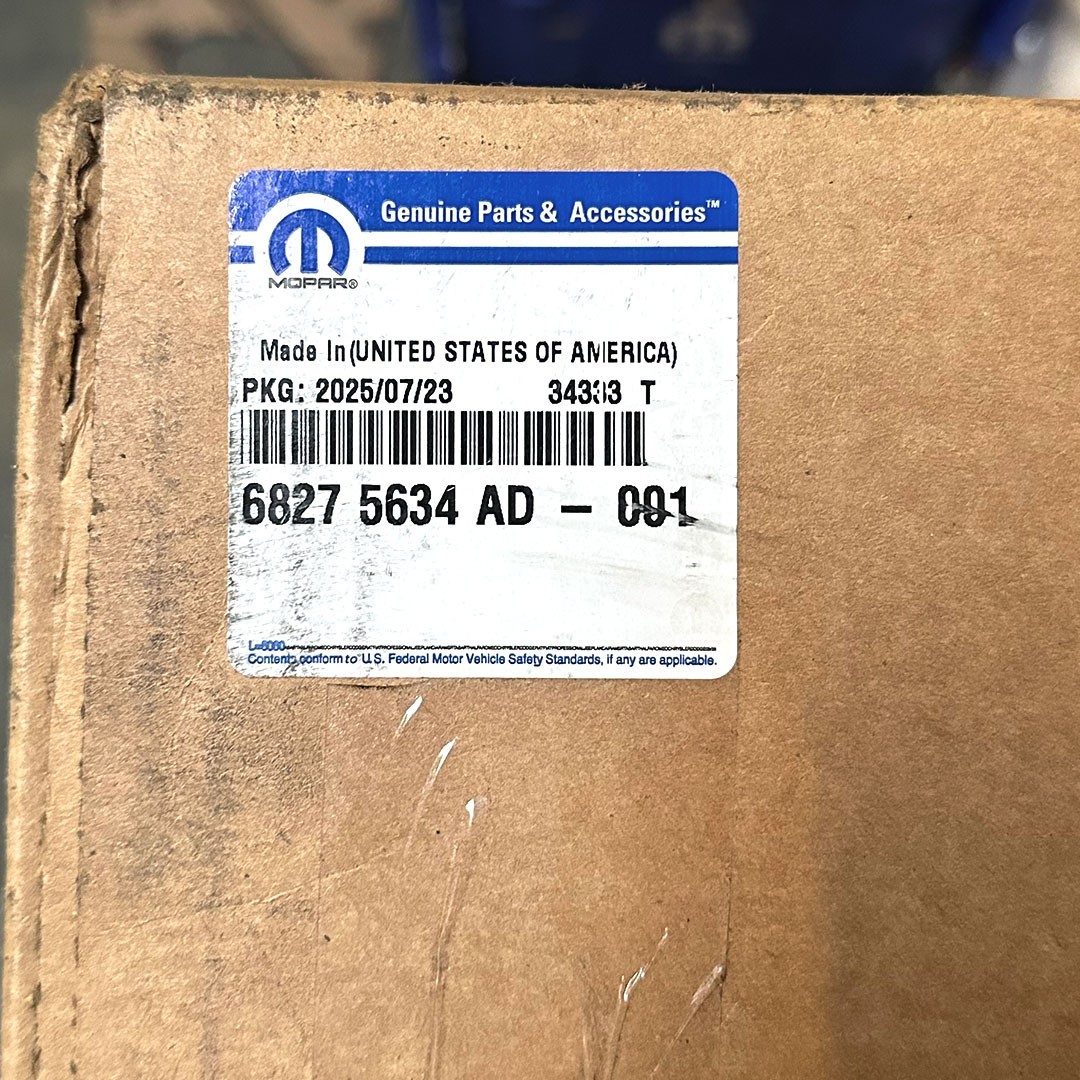 Genuine Parts & Accessories™
MOPAR®
Made In(UNITED STATES OF AMERICA)
PKG: 2025/07/23 34333 T
6827 5634 AD – 001
Contents conform to U.S. Federal Motor Vehicle Safety Standards, if any are applicable.